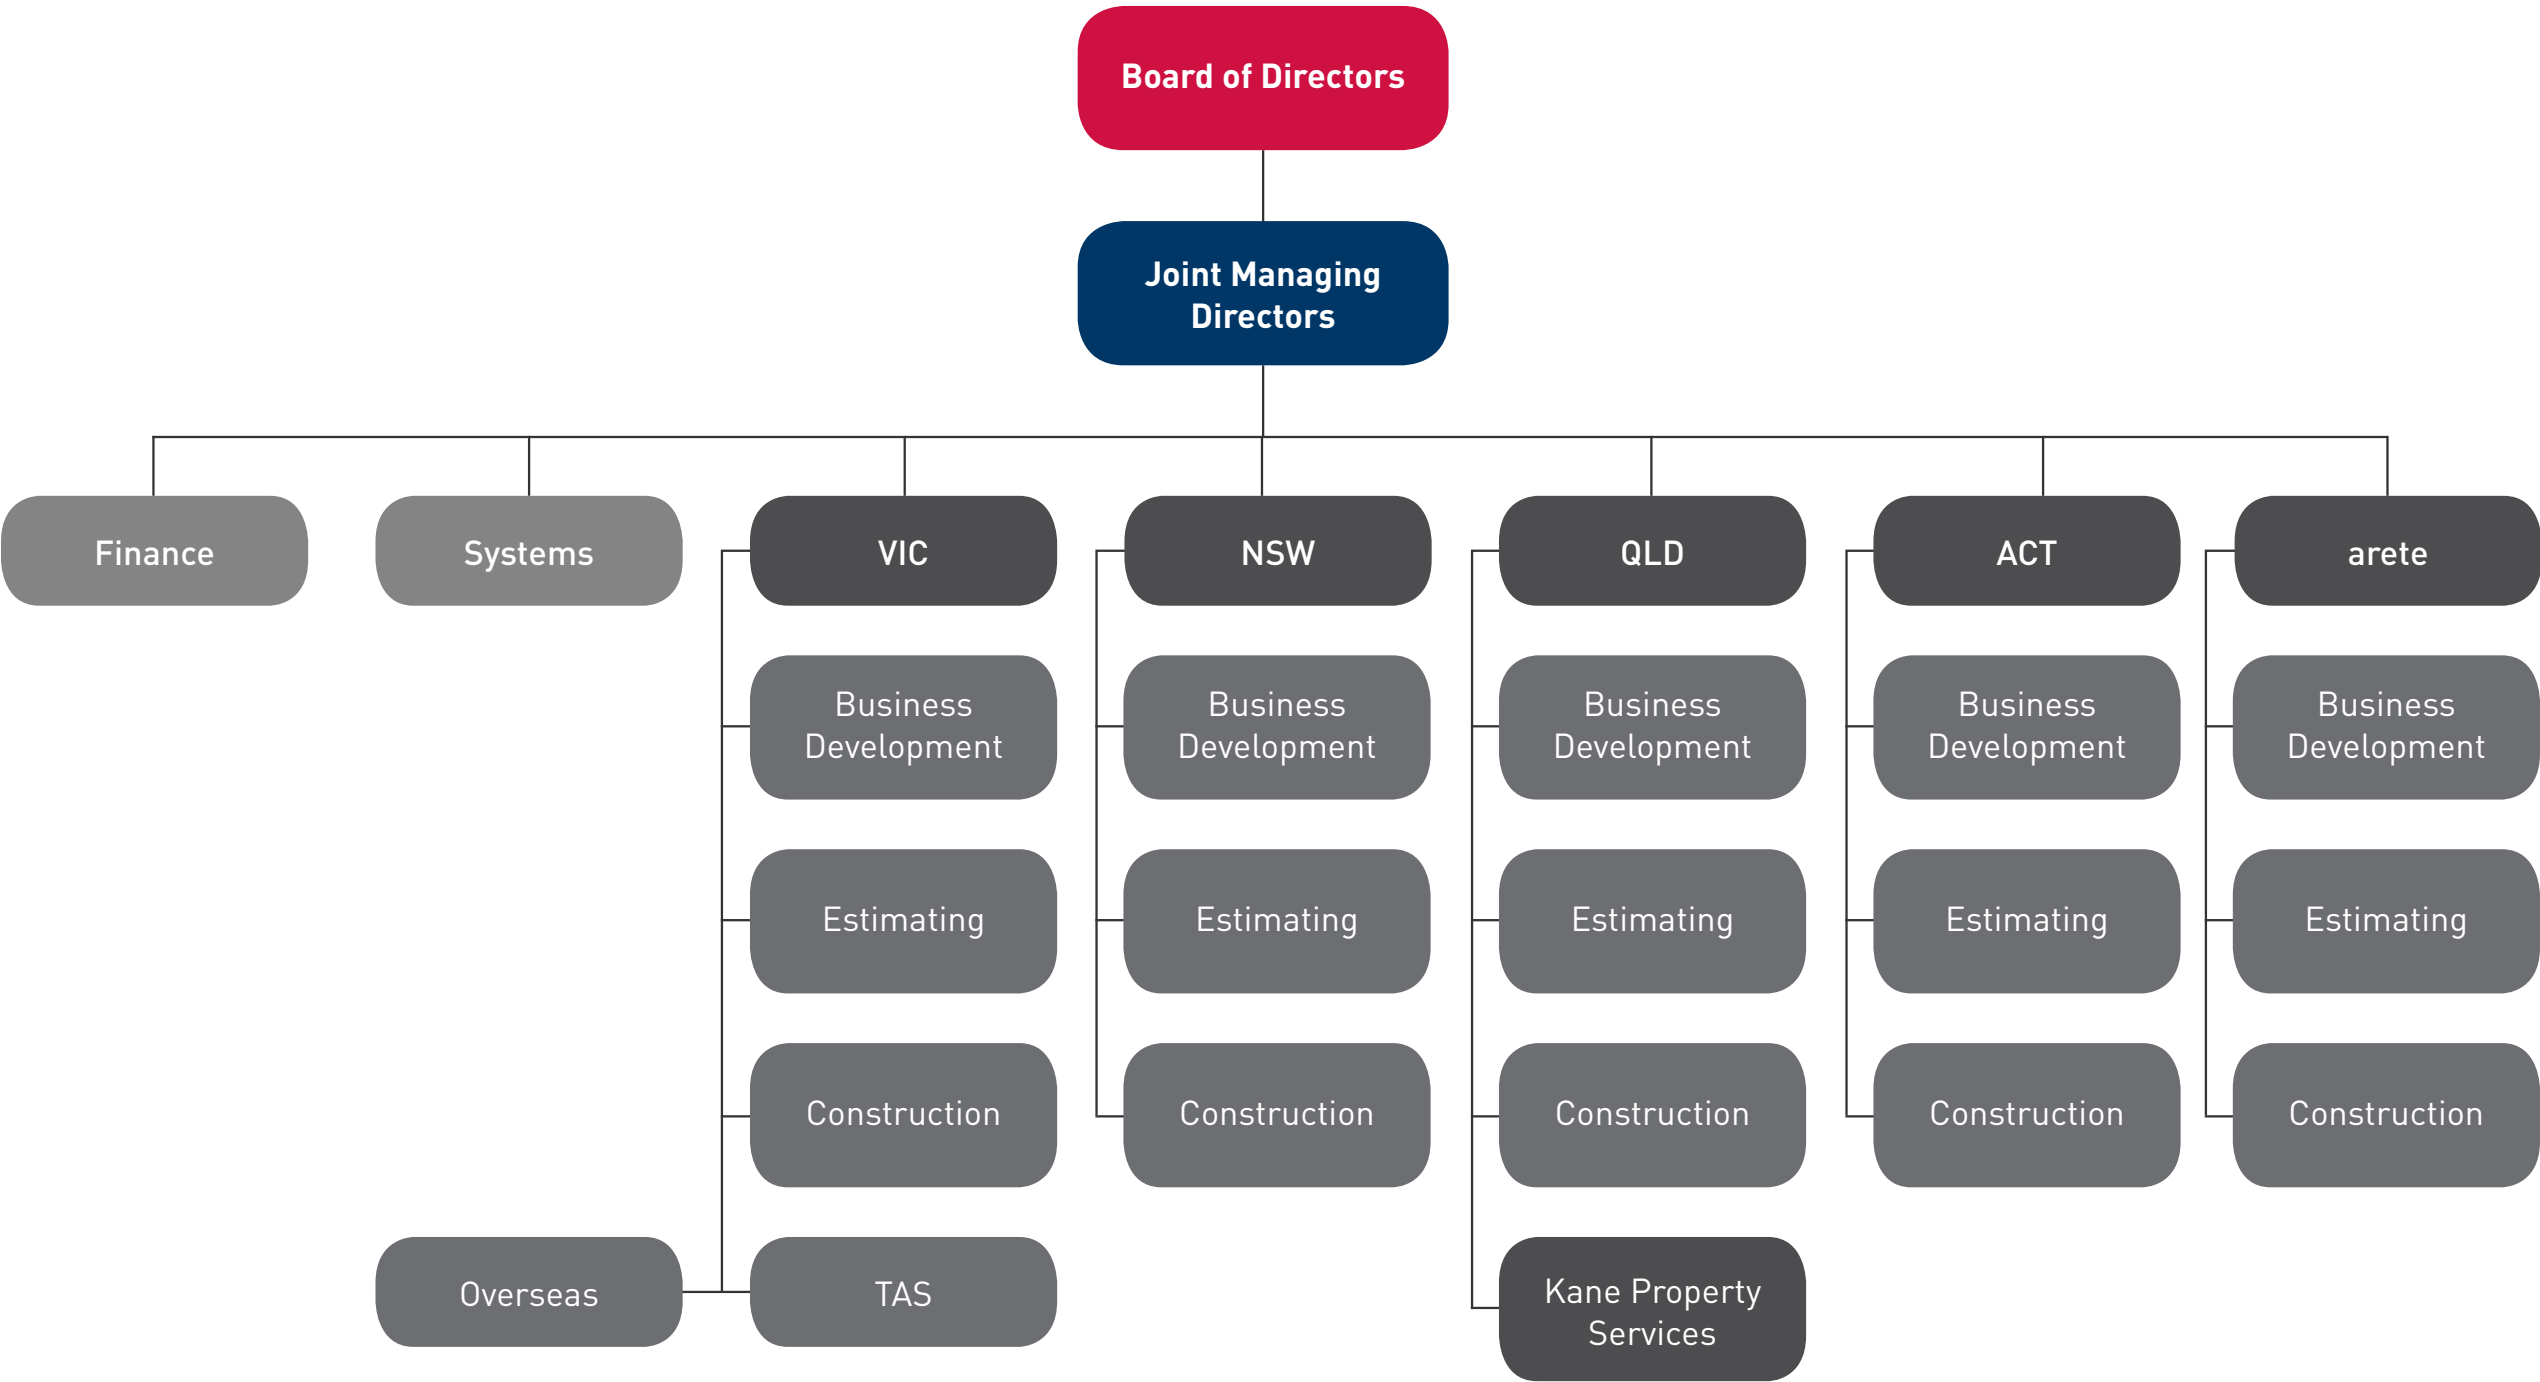 Board of Directors
Joint Managing
Directors
Finance
Systems
VIC
NSW
QLD
ACT
arete
Business
Development
Business
Development
Business
Development
Business
Development
Business
Development
Estimating
Estimating
Estimating
Estimating
Estimating
Construction
Construction
Construction
Construction
Construction
Overseas
TAS
Kane Property
Services